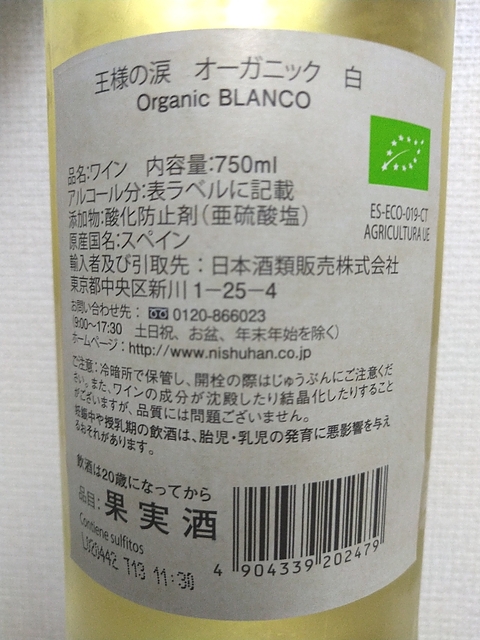 王様の涙 オーガニック 白
Organic BLANCO
品名:ワイン 内容量:750ml
アルコール分:表ラベルに記載
添加物:酸化防止剤(亜硫酸塩)
原産国名:スペイン
ES-ECO-019-CT
AGRICULTURA UE
輸入者及び引取先:日本酒類販売株式会社
東京都中央区新川1-25-4
お問い合わせ先: 0120-866023
(9:00~17:30 土日祝、お盆、年末年始を除く)
ホームページ:http://www.nishuhan.co.jp
ご注意:冷暗所で保管し、開栓の際はじゅうぶんにご注意くださ
い。また、ワインの成分が沈殿したり結晶化したりすること
がございますが、品質には問題ございません。
妊娠中や授乳期の飲酒は、胎児・乳児の発育に悪影響を与え
るおそれがあります。
飲酒は20歳になってから
品目:果実酒
Contiene sulfitos
T13 11:30
4 904339 202479